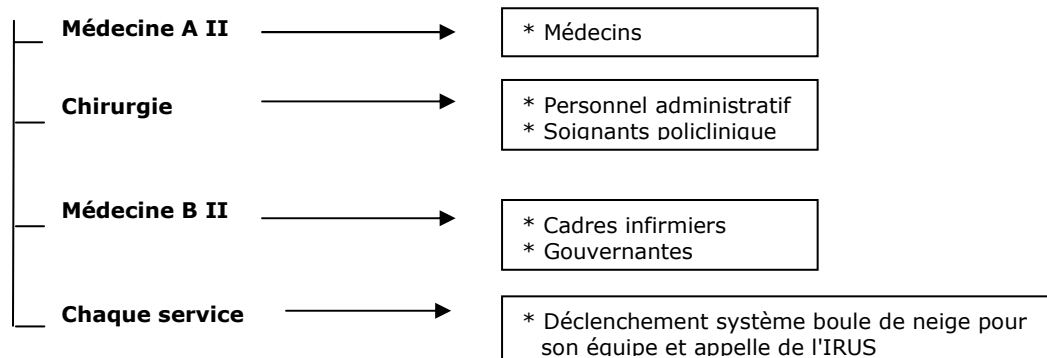 Médecine A II
* Médecins
Chirurgie
* Personnel administratif
* Soignants policlinique
Médecine B II
* Cadres infirmiers
* Gouvernantes
Chaque service
* Déclenchement système boule de neige pour
son équipe et appelle de l'IRUS